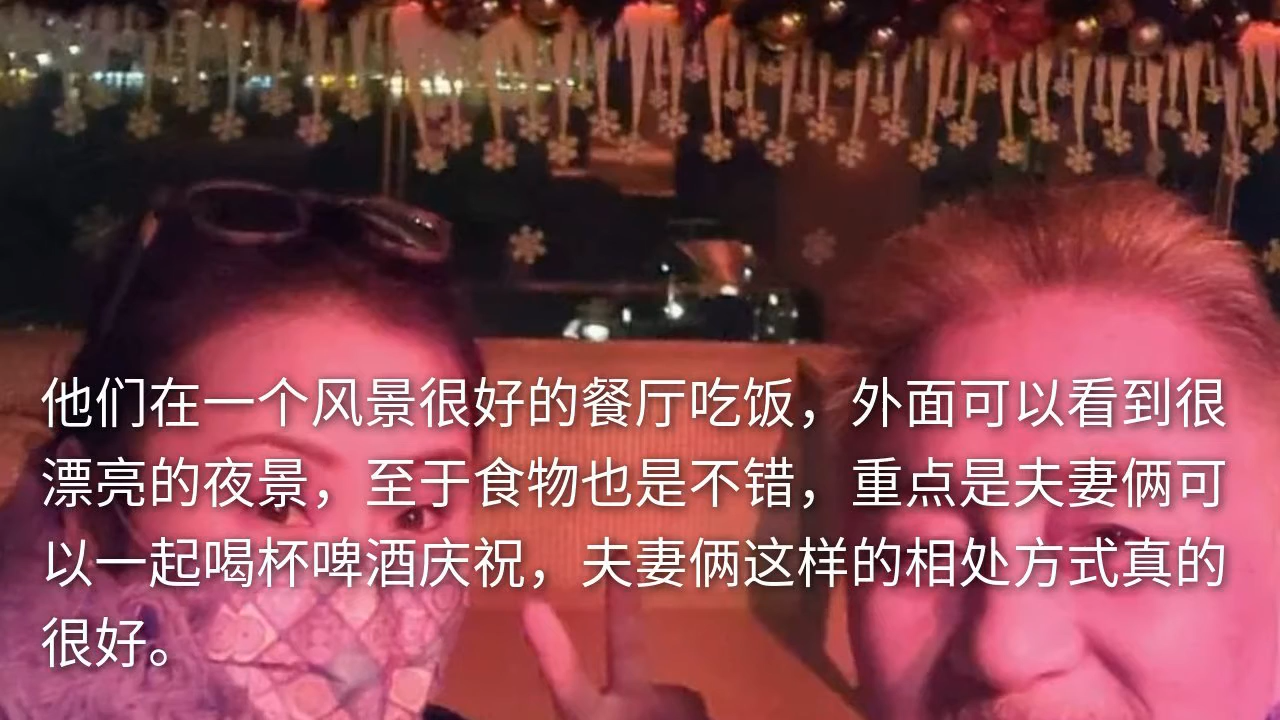 他们在一个风景很好的餐厅吃饭，外面可以看到很
漂亮的夜景，至于食物也是不错，重点是夫妻俩可
以一起喝杯啤酒庆祝，夫妻俩这样的相处方式真的
很好。